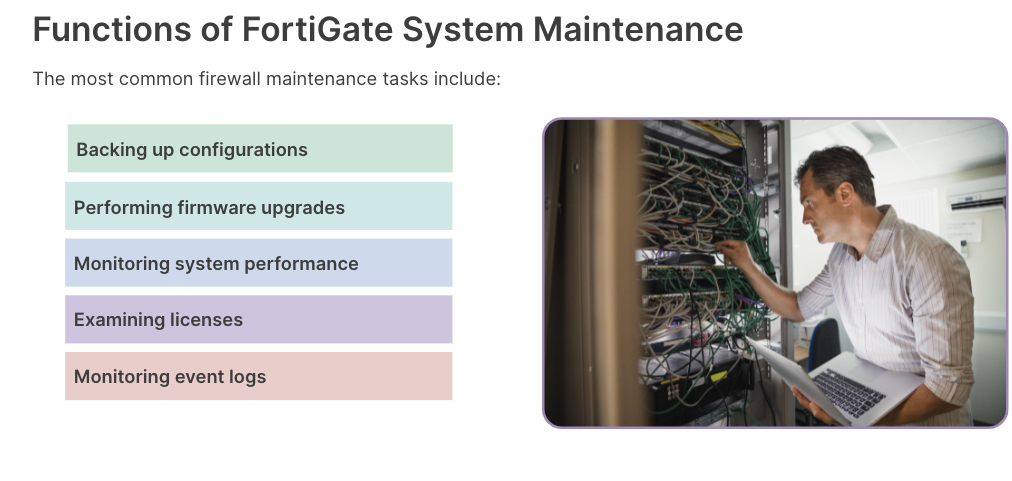 Functions of FortiGate System Maintenance
The most common firewall maintenance tasks include:
Backing up configurations
Performing firmware upgrades
Monitoring system performance
Examining licenses
Monitoring event logs